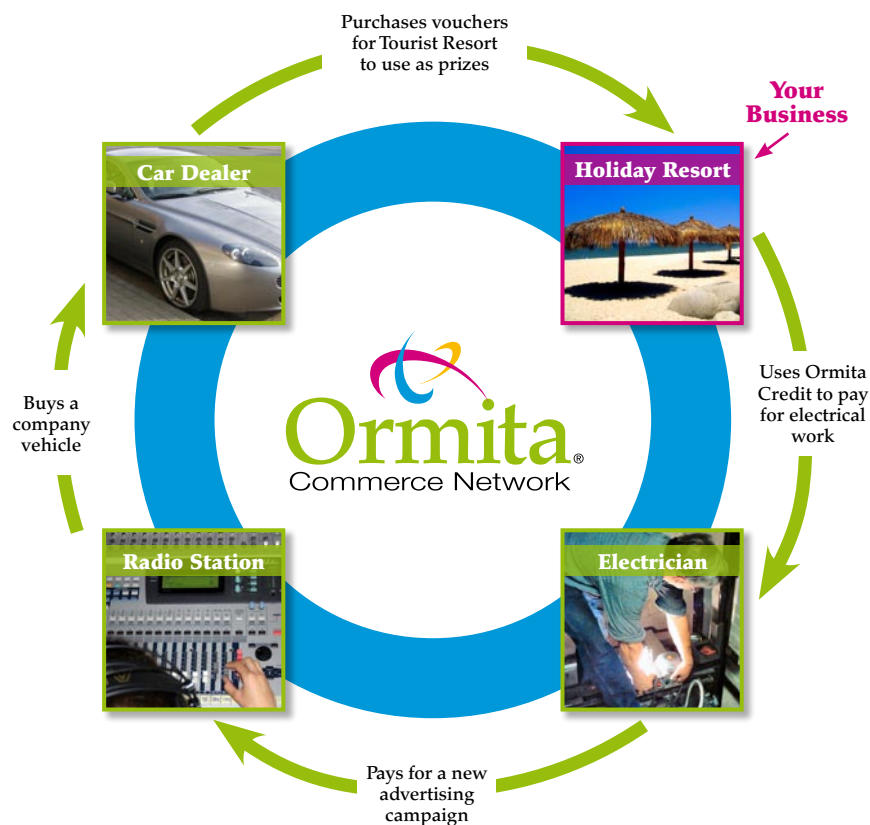 Purchases vouchers
for Tourist Resort
to use as prizes
Your
Business
Car Dealer
Holiday Resort
Uses Ormita
Credit to pay
for electrical
work
Buys a
company
vehicle
Ormita®
Commerce Network
Radio Station
Electrician
Pays for a new
advertising
campaign